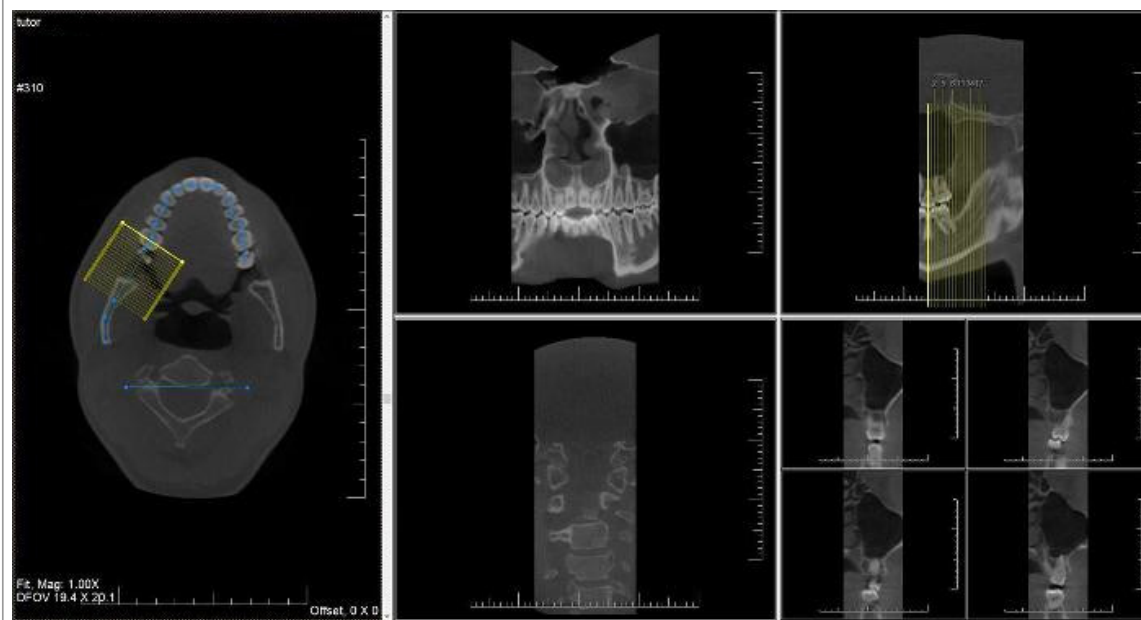 tutor
#310
Fit, Mag: 1.00X
DFOV 19.4 X 20.1
Offset, 0 X 0